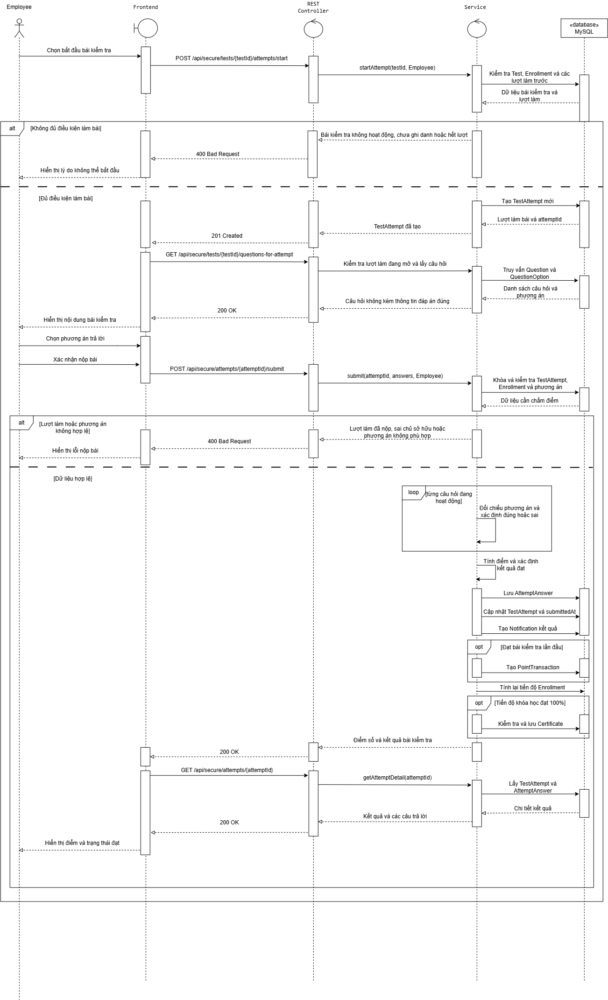 Employee
Frontend
REST
Controller
Service
«database»
MySQL
Chọn bắt đầu bài kiểm tra
POST /api/secure/tests/{testId}/attempts/start
startAttempt(testId, Employee)
Kiểm tra Test, Enrollment và các
lượt làm trước
Dữ liệu bài kiểm tra và
lượt làm
alt
[Không đủ điều kiện làm bài]
Bài kiểm tra không hoạt động, chưa ghi danh hoặc hết lượt
400 Bad Request
Hiển thị lý do không thể bắt đầu
[Đủ điều kiện làm bài]
Tạo TestAttempt mới
Lượt làm bài và attemptId
TestAttempt đã tạo
201 Created
GET /api/secure/tests/{testId}/questions-for-attempt
Kiểm tra lượt làm đang mở và lấy câu hỏi
Truy vấn Question và
QuestionOption
Danh sách câu hỏi và
phương án
Câu hỏi không kèm thông tin đáp án đúng
200 OK
Hiển thị nội dung bài kiểm tra
Chọn phương án trả lời
Xác nhận nộp bài
POST /api/secure/attempts/{attemptId}/submit
submit(attemptId, answers, Employee)
Khóa và kiểm tra TestAttempt,
Enrollment và phương án
Dữ liệu cần chấm điểm
alt
[Lượt làm hoặc phương án
không hợp lệ]
Lượt làm đã nộp, sai chủ sở hữu hoặc
phương án không phù hợp
400 Bad Request
Hiển thị lỗi nộp bài
[Dữ liệu hợp lệ]
loop
[từng câu hỏi đang
hoạt động]
Đối chiếu phương án và
xác định đúng hoặc sai
Tính điểm và xác định
kết quả đạt
Lưu AttemptAnswer
Cập nhật TestAttempt và submittedAt
Tạo Notification kết quả
opt
[Đạt bài kiểm tra lần đầu]
Tạo PointTransaction
Tính lại tiến độ Enrollment
opt
[Tiến độ khóa học đạt 100%]
Kiểm tra và lưu Certificate
Điểm số và kết quả bài kiểm tra
200 OK
GET /api/secure/attempts/{attemptId}
getAttemptDetail(attemptId)
Lấy TestAttempt và
AttemptAnswer
Chi tiết kết quả
Kết quả và các câu trả lời
200 OK
Hiển thị điểm và trạng thái đạt